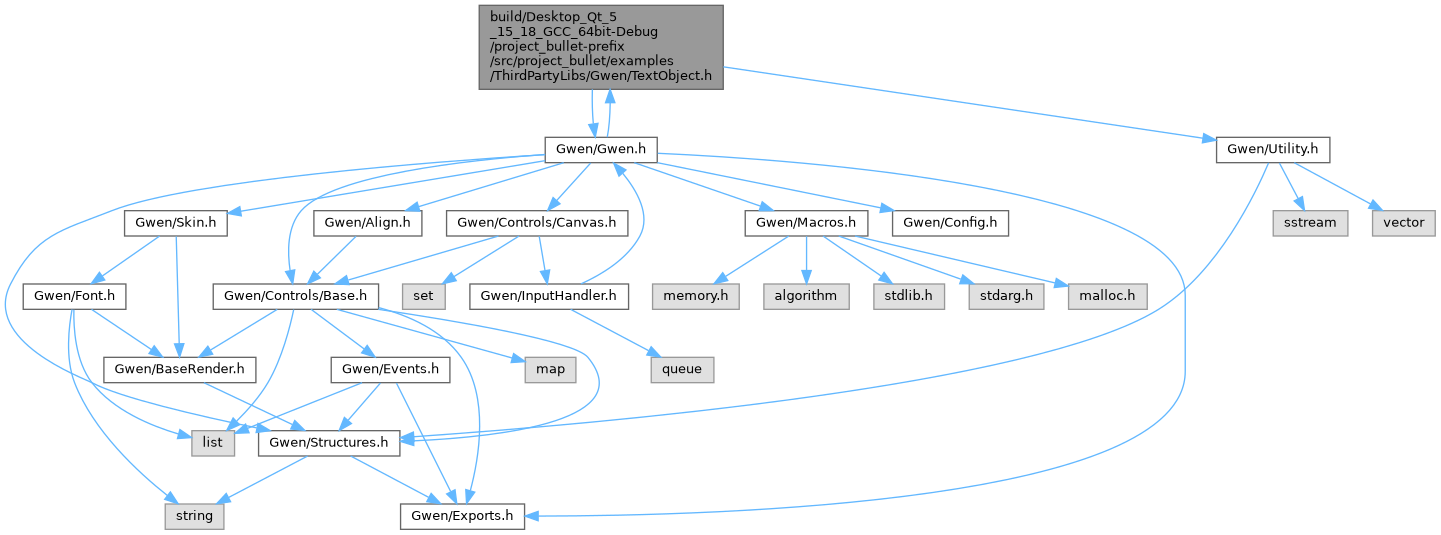 build/Desktop_Qt_5
_15_18_GCC_64bit-Debug
/project_bullet-prefix
/src/project_bullet/examples
/ThirdPartyLibs/Gwen/TextObject.h
Gwen/Gwen.h
Gwen/Utility.h
Gwen/Skin.h
Gwen/Align.h
Gwen/Controls/Canvas.h
Gwen/Macros.h
Gwen/Config.h
sstream
vector
Gwen/Font.h
Gwen/Controls/Base.h
set
Gwen/InputHandler.h
memory.h
algorithm
stdlib.h
stdarg.h
malloc.h
Gwen/BaseRender.h
Gwen/Events.h
map
queue
list
Gwen/Structures.h
string
Gwen/Exports.h